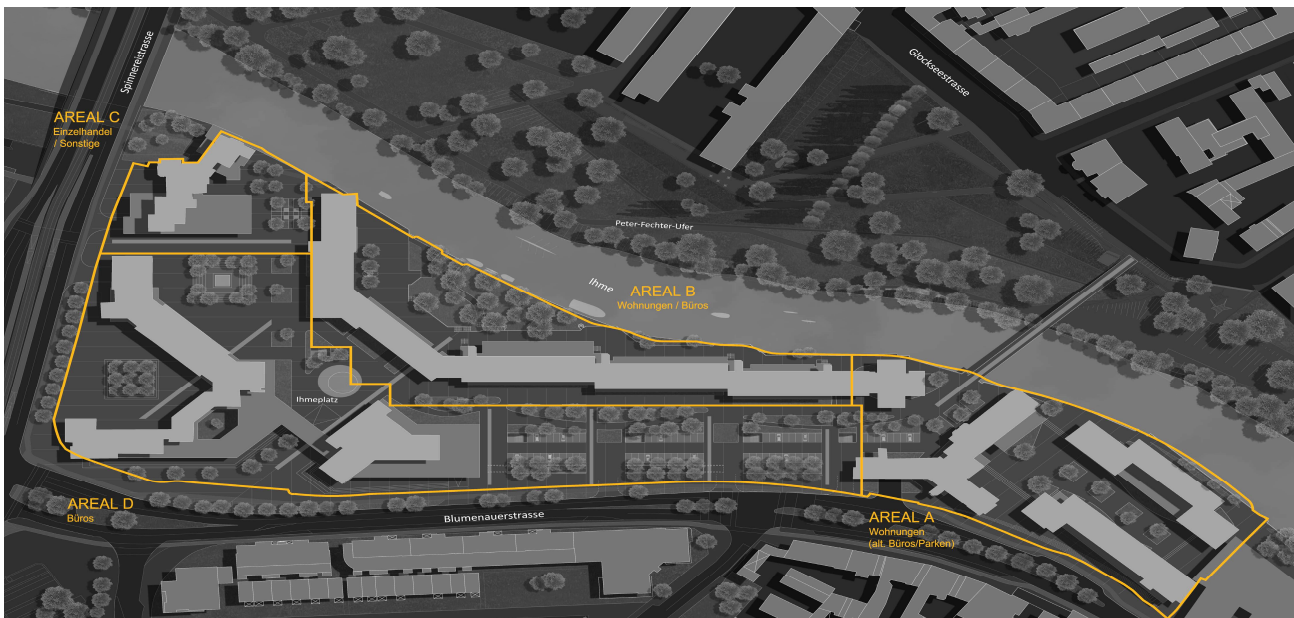 Spinnereistrasse
Glockseestrasse
AREAL C
Einzelhandel
/ Sonstige
Peter-Fechter-Ufer
Ihme
AREAL B
Wohnungen / Büros
Ihmeplatz
AREAL D
Büros
Blumenauerstrasse
AREAL A
Wohnungen
(alt. Büros/Parken)